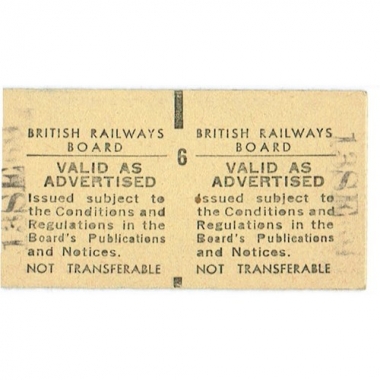 BRITISH RAILWAYS
BOARD
VALID AS
ADVERTISED
Issued subject to
the Conditions and
Regulations in the
Board's Publications
and Notices.
NOT TRANSFERABLE
6
BRITISH RAILWAYS
BOARD
VALID AS
ADVERTISED
Issued subject to
the Conditions and
Regulations in the
Board's Publications
and Notices.
NOT TRANSFERABLE